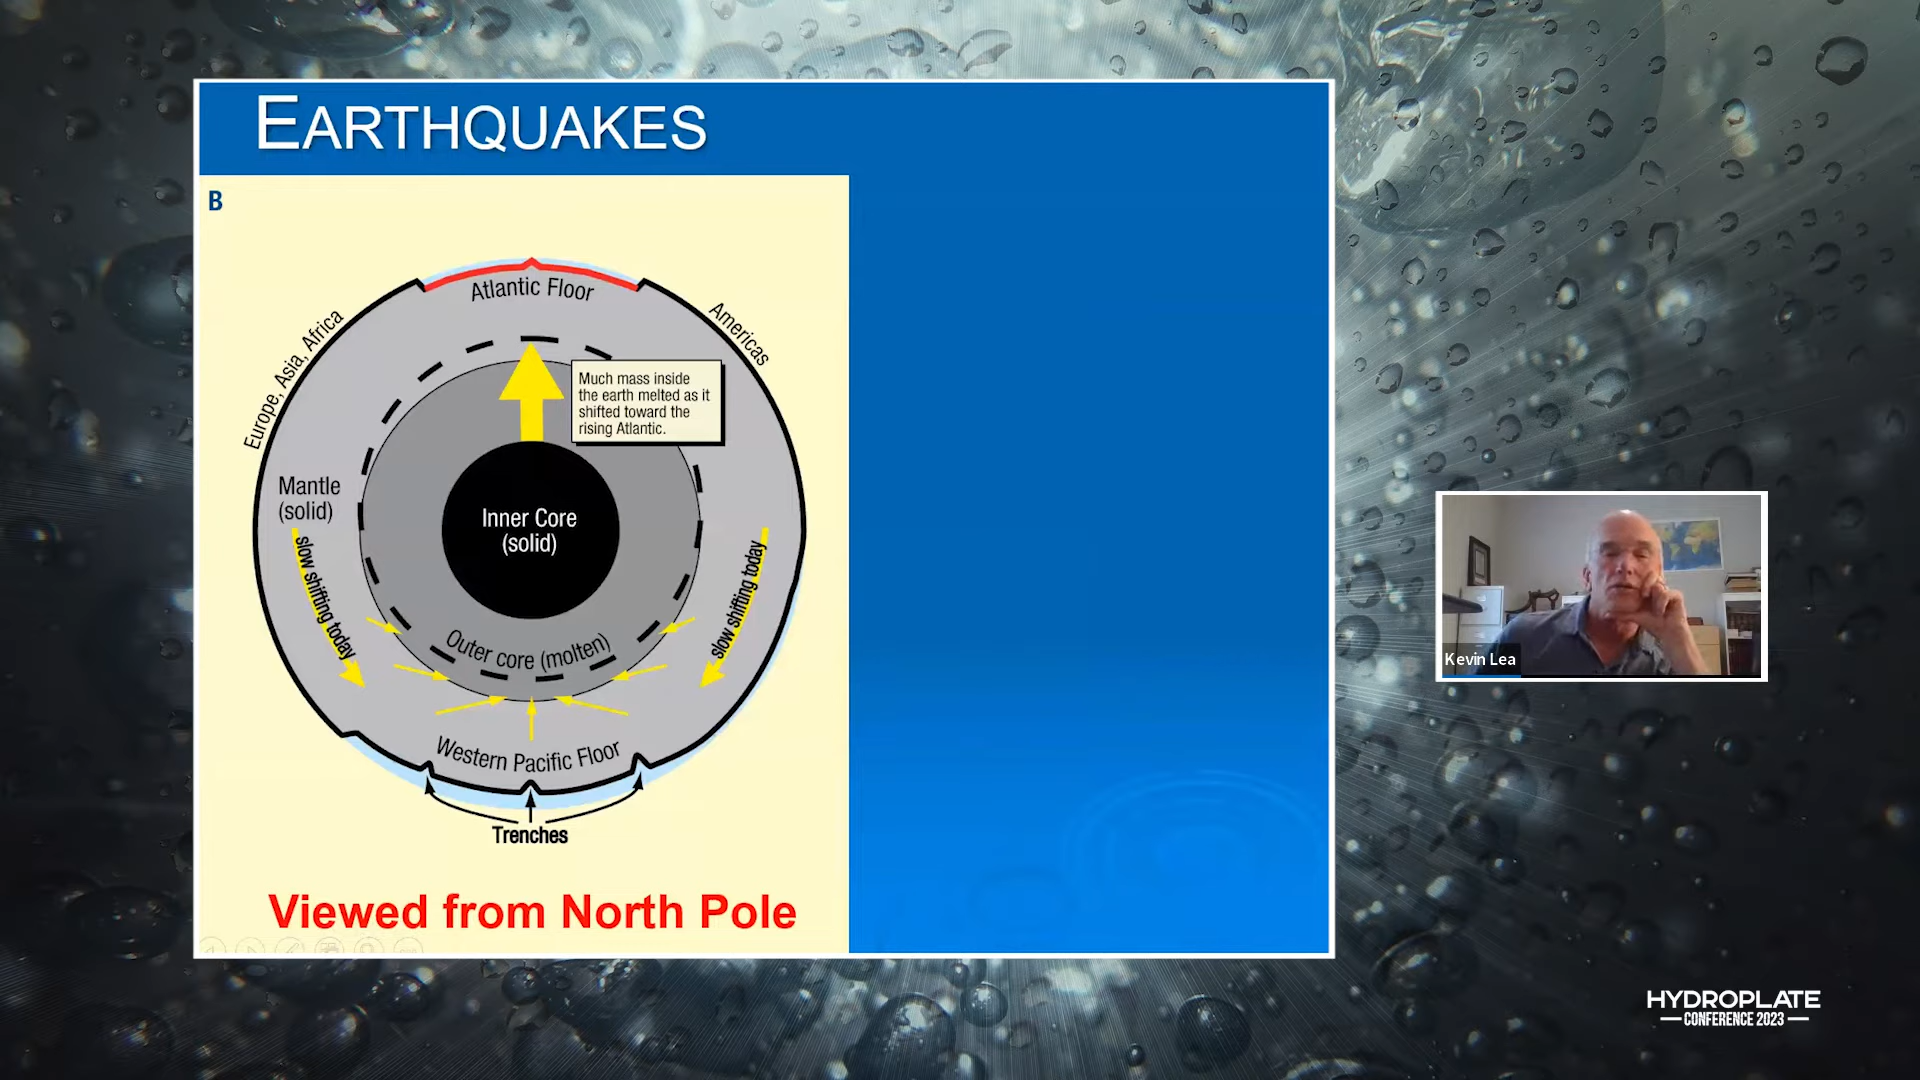 EARTHQUAKES
B
Atlantic Floor
Europe, Asia, Africa
Americas
Much mass inside
the earth melted as it
shifted toward the
rising Atlantic.
Mantle
(solid)
Inner Core
(solid)
slow shifting today
slow shifting today
Outer core (molten)
Western Pacific Floor
Trenches
Viewed from North Pole
Kevin Lea
HYDROPLATE
CONFERENCE 2023